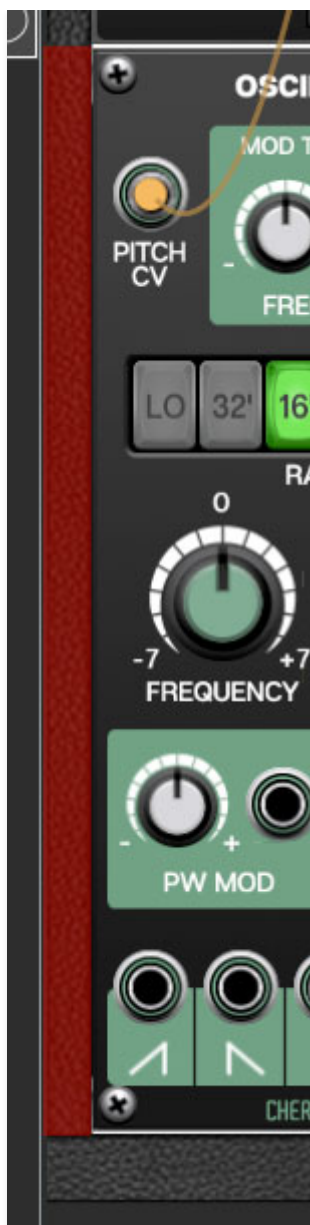 OSCI
MOD T
PITCH
CV
-
FRE
LO 32' 16
RA
0
-7 +7
FREQUENCY
- +
PW MOD
CHER